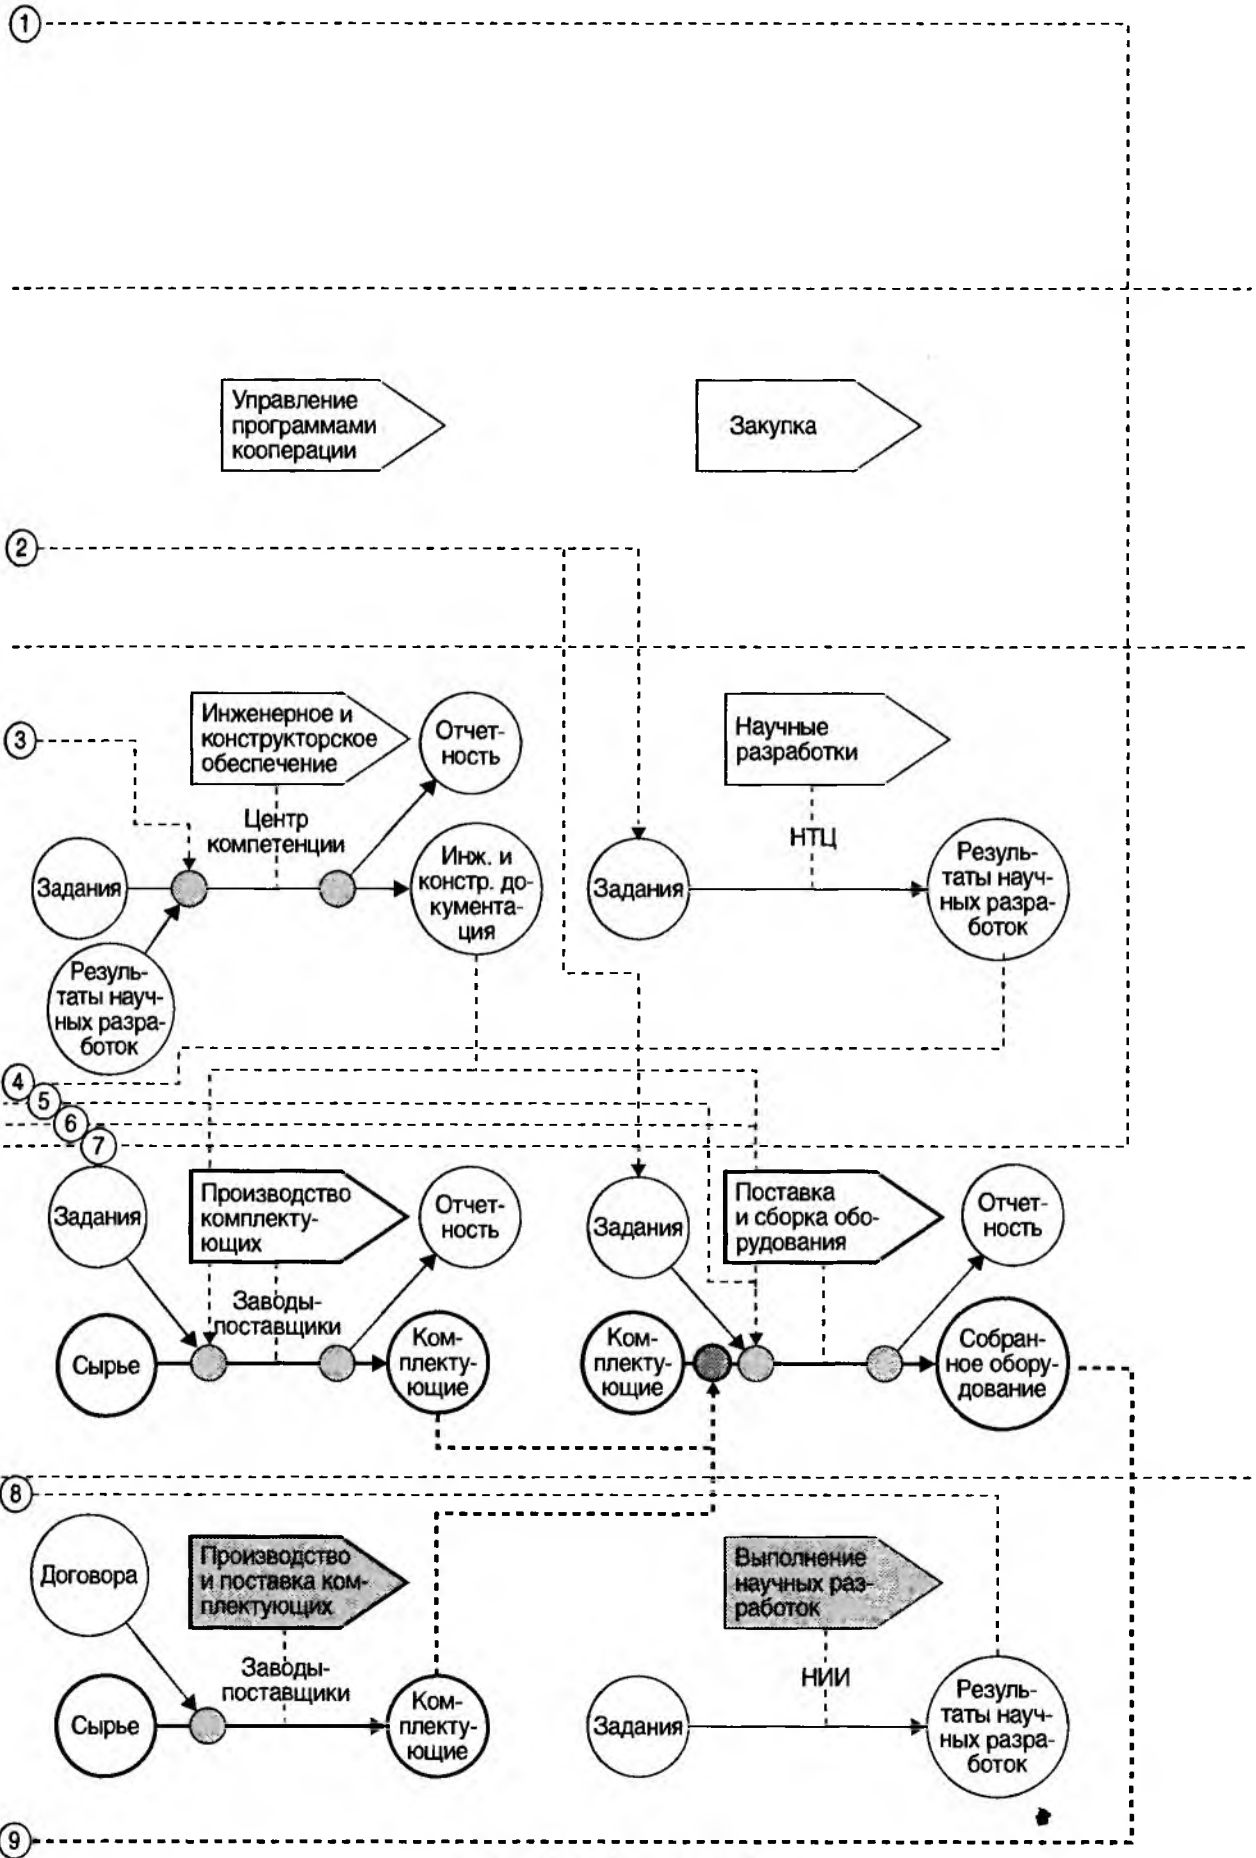 1
Управление
программами
кооперации
Закупка
2
3
Инженерное и
конструкторское
обеспечение
Отчет-
ность
Научные
разработки
Центр
компетенции
НТЦ
Задания
Инж. и
констр. до-
кумента-
ция
Задания
Резуль-
таты науч-
ных разра-
боток
Резуль-
таты науч-
ных разра-
боток
4
5
6
7
Задания
Производство
комплекту-
ющих
Отчет-
ность
Задания
Поставка
и сборка обо-
рудования
Отчет-
ность
Заводы-
поставщики
Сырье
Ком-
плекту-
ющие
Ком-
плекту-
ющие
Собран-
ное обору-
дование
8
Договора
Производство
и поставка ком-
плектующих
Выполнение
научных раз-
работок
Заводы-
поставщики
НИИ
Сырье
Ком-
плекту-
ющие
Задания
Резуль-
таты науч-
ных разра-
боток
9